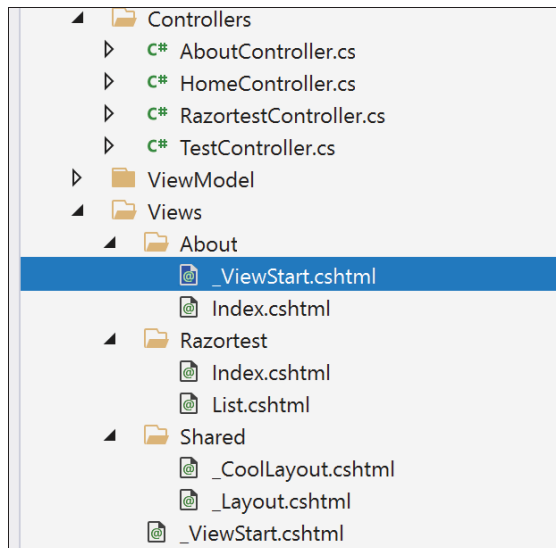 Controllers
C# AboutController.cs
C# HomeController.cs
C# RazortestController.cs
C# TestController.cs
ViewModel
Views
About
@ _ViewStart.cshtml
@ Index.cshtml
Razortest
@ Index.cshtml
@ List.cshtml
Shared
@ _CoolLayout.cshtml
@ _Layout.cshtml
@ _ViewStart.cshtml